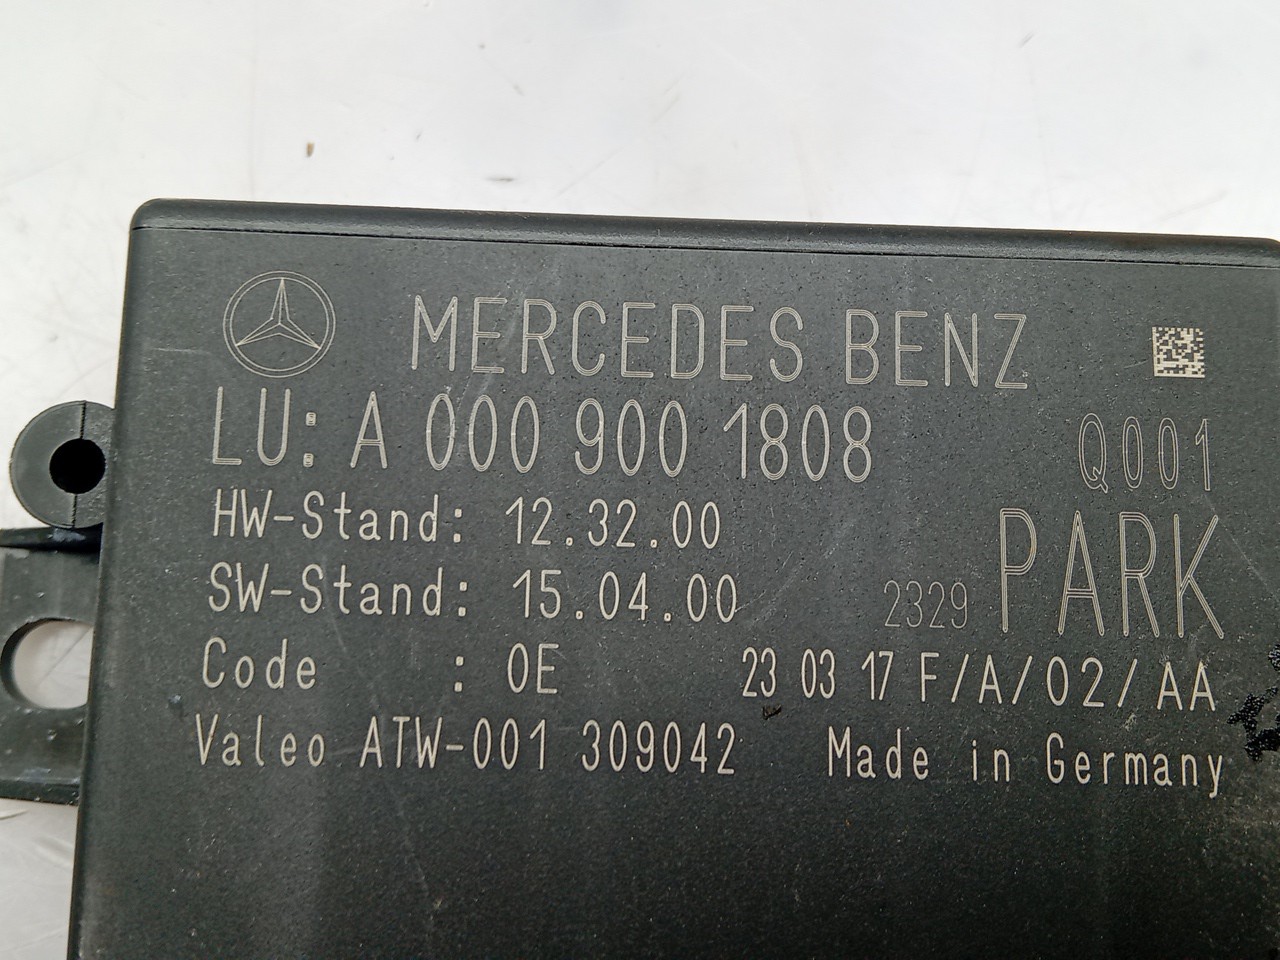 MERCEDES BENZ
LU: A 000 900 1808 Q001
HW-Stand: 12.32.00
PARK
SW-Stand: 15.04.00 2329
Code : 0E 23 03 17 F/A/02/AA
Valeo ATW-001 309042 Made in Germany